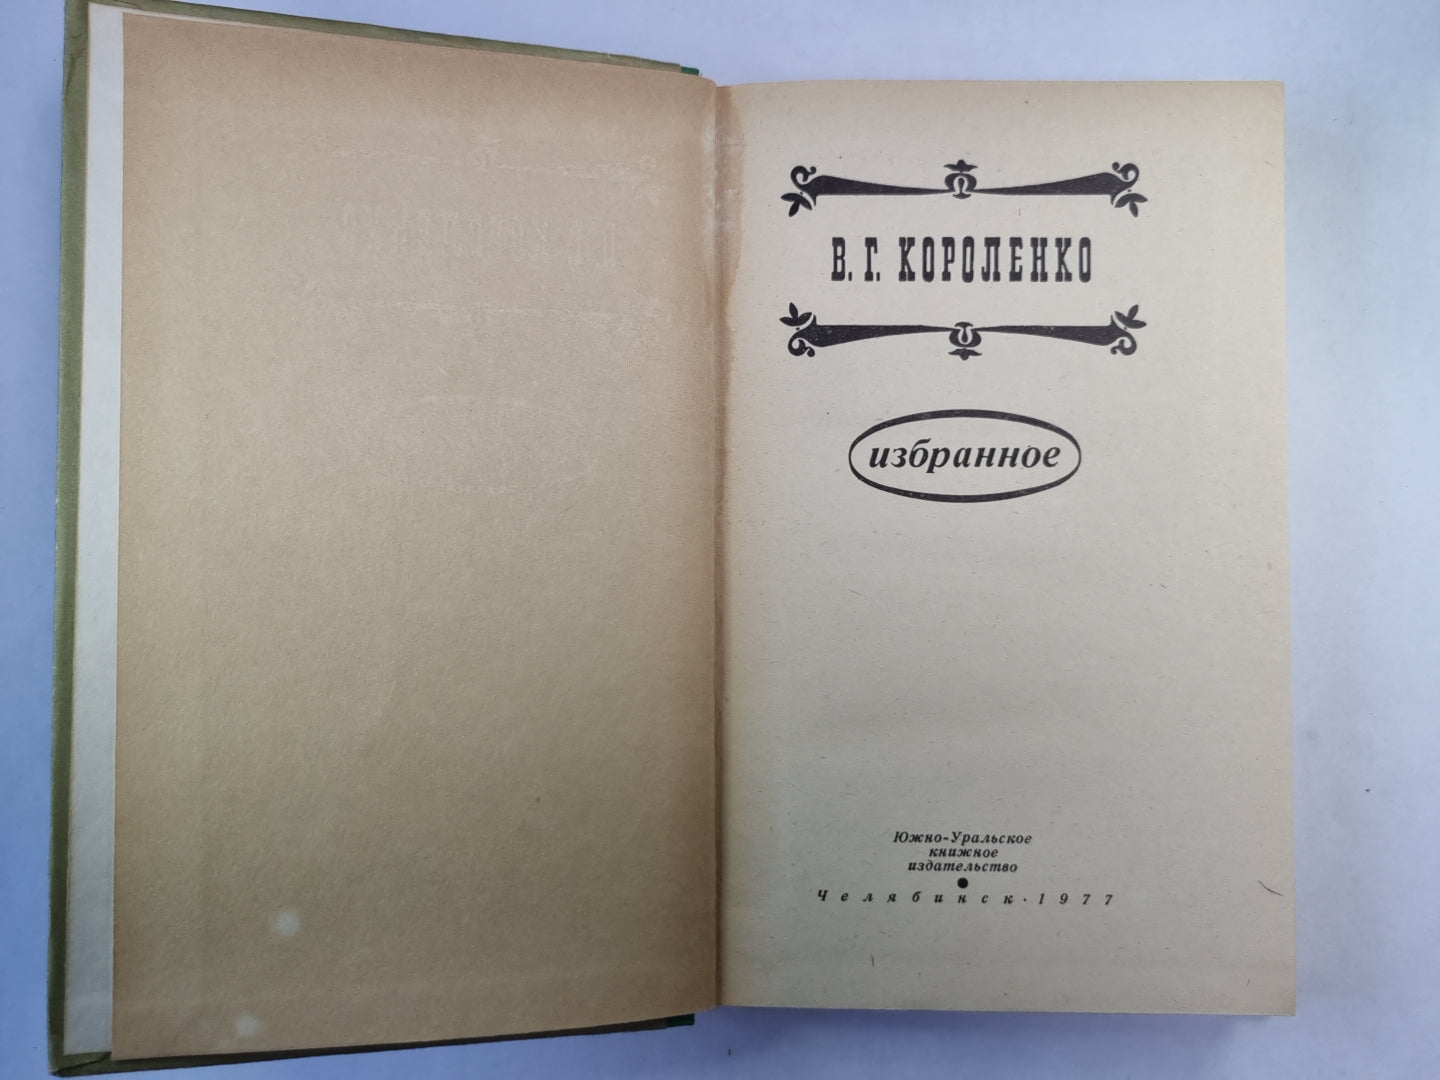 В. Г. КОРОЛЕНКО
избранное
Южно-Уральское
книжное
издательство
Челябинск · 1977